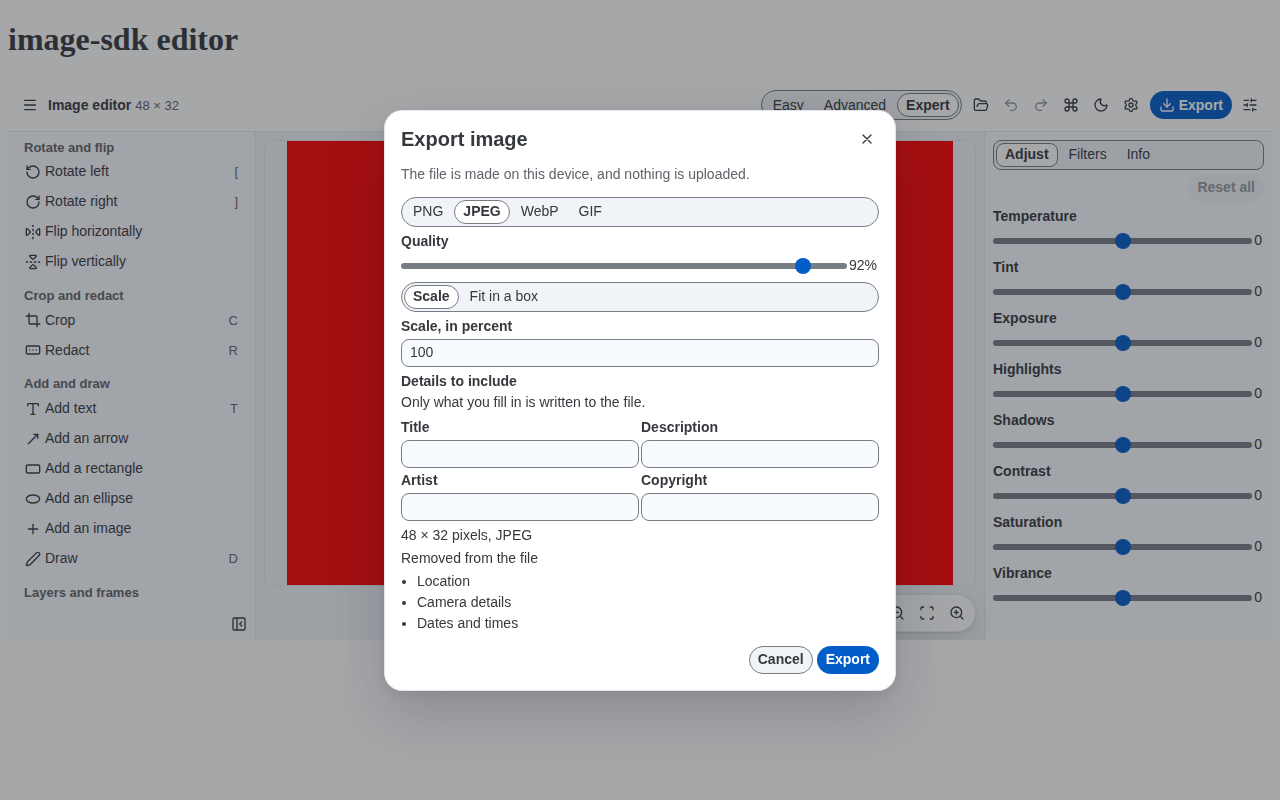 image-sdk editor
Image editor 48 × 32
Easy Advanced Expert
Export
Rotate and flip
Rotate left [
Rotate right ]
Flip horizontally
Flip vertically
Crop and redact
Crop C
Redact R
Add and draw
Add text T
Add an arrow
Add a rectangle
Add an ellipse
Add an image
Draw D
Layers and frames
Export image
The file is made on this device, and nothing is uploaded.
PNG JPEG WebP GIF
Quality
92%
Scale Fit in a box
Scale, in percent
100
Details to include
Only what you fill in is written to the file.
Title Description
Artist Copyright
48 × 32 pixels, JPEG
Removed from the file
• Location
• Camera details
• Dates and times
Cancel Export
Adjust Filters Info
Reset all
Temperature
0
Tint
0
Exposure
0
Highlights
0
Shadows
0
Contrast
0
Saturation
0
Vibrance
0